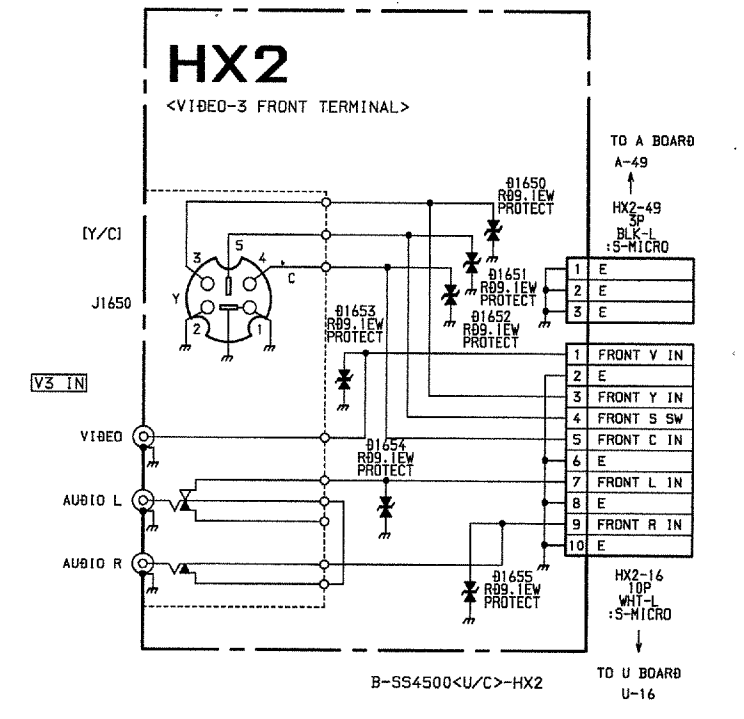 HX2
<VIDEO-3 FRONT TERMINAL>
TO A BOARD
A-49
HX2-49
3P
BLK-L
:S-MICRO
D1650
RD9.1EW
PROTECT
[Y/C]
3
5
4
C
Y
2
1
J1650
D1651
RD9.1EW
PROTECT
D1652
RD9.1EW
PROTECT
D1653
RD9.1EW
PROTECT
1 E
2 E
3 E
1 FRONT V IN
2 E
3 FRONT Y IN
4 FRONT S SW
5 FRONT C IN
6 E
7 FRONT L IN
8 E
9 FRONT R IN
10 E
V3 IN
VIDEO
D1654
RD9.1EW
PROTECT
AUDIO L
AUDIO R
D1655
RD9.1EW
PROTECT
HX2-16
10P
WHT-L
:S-MICRO
TO U BOARD
U-16
B-SS4500<U/C>-HX2